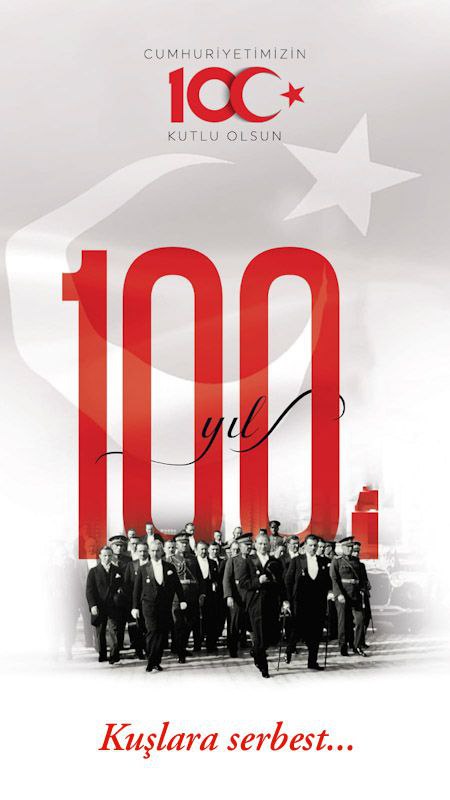 CUMHURİYETİMİZİN
100
KUTLU OLSUN
100.
yıl
Kuşlara serbest...